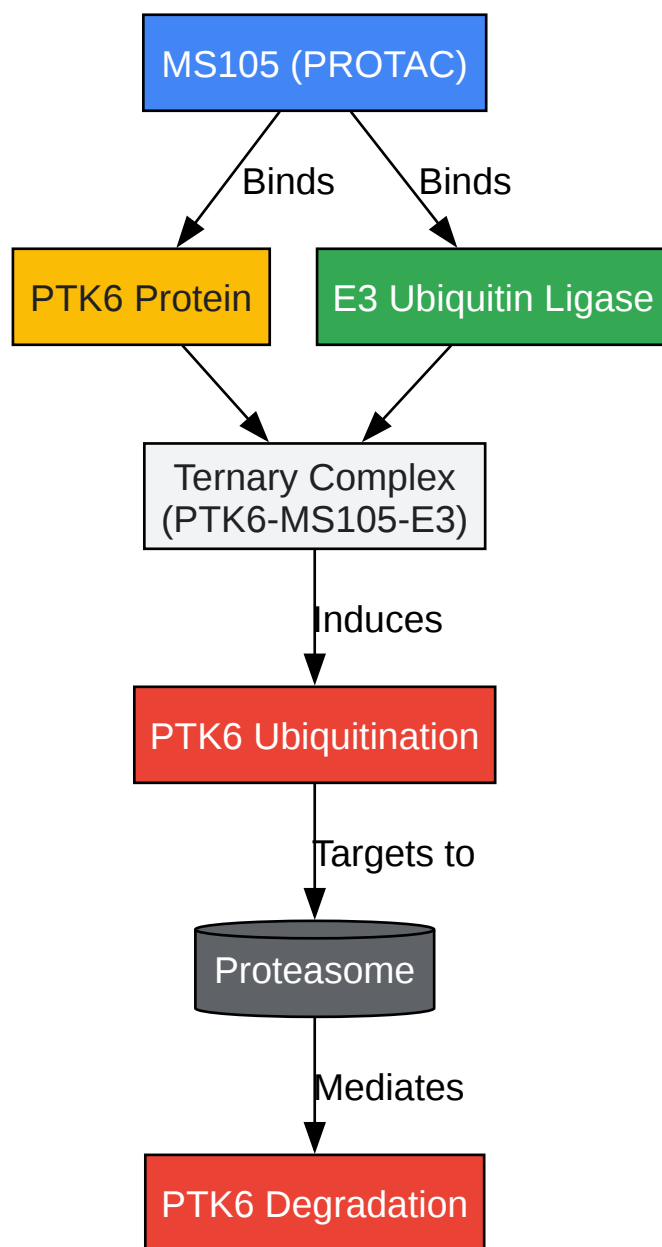 MS105 (PROTAC)
Binds
Binds
PTK6 Protein
E3 Ubiquitin Ligase
Ternary Complex
(PTK6-MS105-E3)
Induces
PTK6 Ubiquitination
Targets to
Proteasome
Mediates
PTK6 Degradation